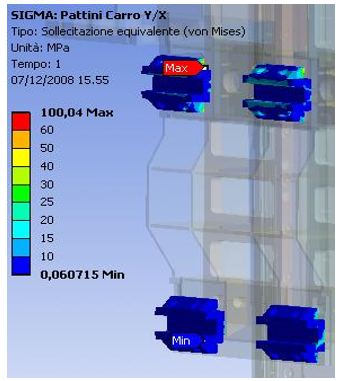 SIGMA: Pattini Carro Y/X
Tipo: Sollecitazione equivalente (von Mises)
Unità: MPa
Tempo: 1
07/12/2008 15.55
100,04 Max
60
50
40
30
25
20
15
10
0,060715 Min
Max
Min